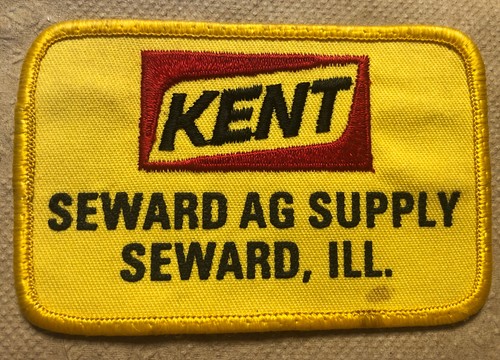 KENT
SEWARD AG SUPPLY
SEWARD, ILL.